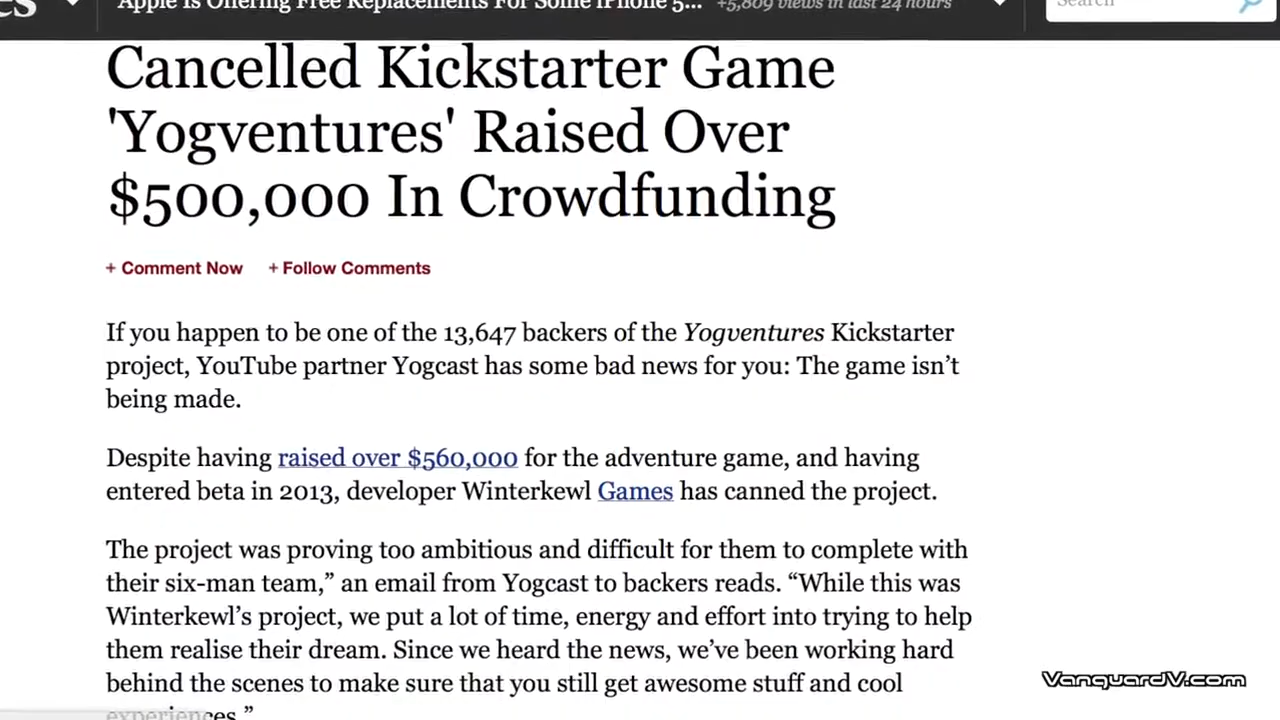 Apple Is Offering Free Replacements For Some iPhone 5... +5,809 views in last 24 hours
Search
Cancelled Kickstarter Game
'Yogventures' Raised Over
$500,000 In Crowdfunding
+ Comment Now + Follow Comments
If you happen to be one of the 13,647 backers of the Yogventures Kickstarter
project, YouTube partner Yogcast has some bad news for you: The game isn’t
being made.
Despite having raised over $560,000 for the adventure game, and having
entered beta in 2013, developer Winterkewl Games has canned the project.
The project was proving too ambitious and difficult for them to complete with
their six-man team,” an email from Yogcast to backers reads. “While this was
Winterkewl’s project, we put a lot of time, energy and effort into trying to help
them realise their dream. Since we heard the news, we’ve been working hard
behind the scenes to make sure that you still get awesome stuff and cool
experiences.”
VanguardV.com